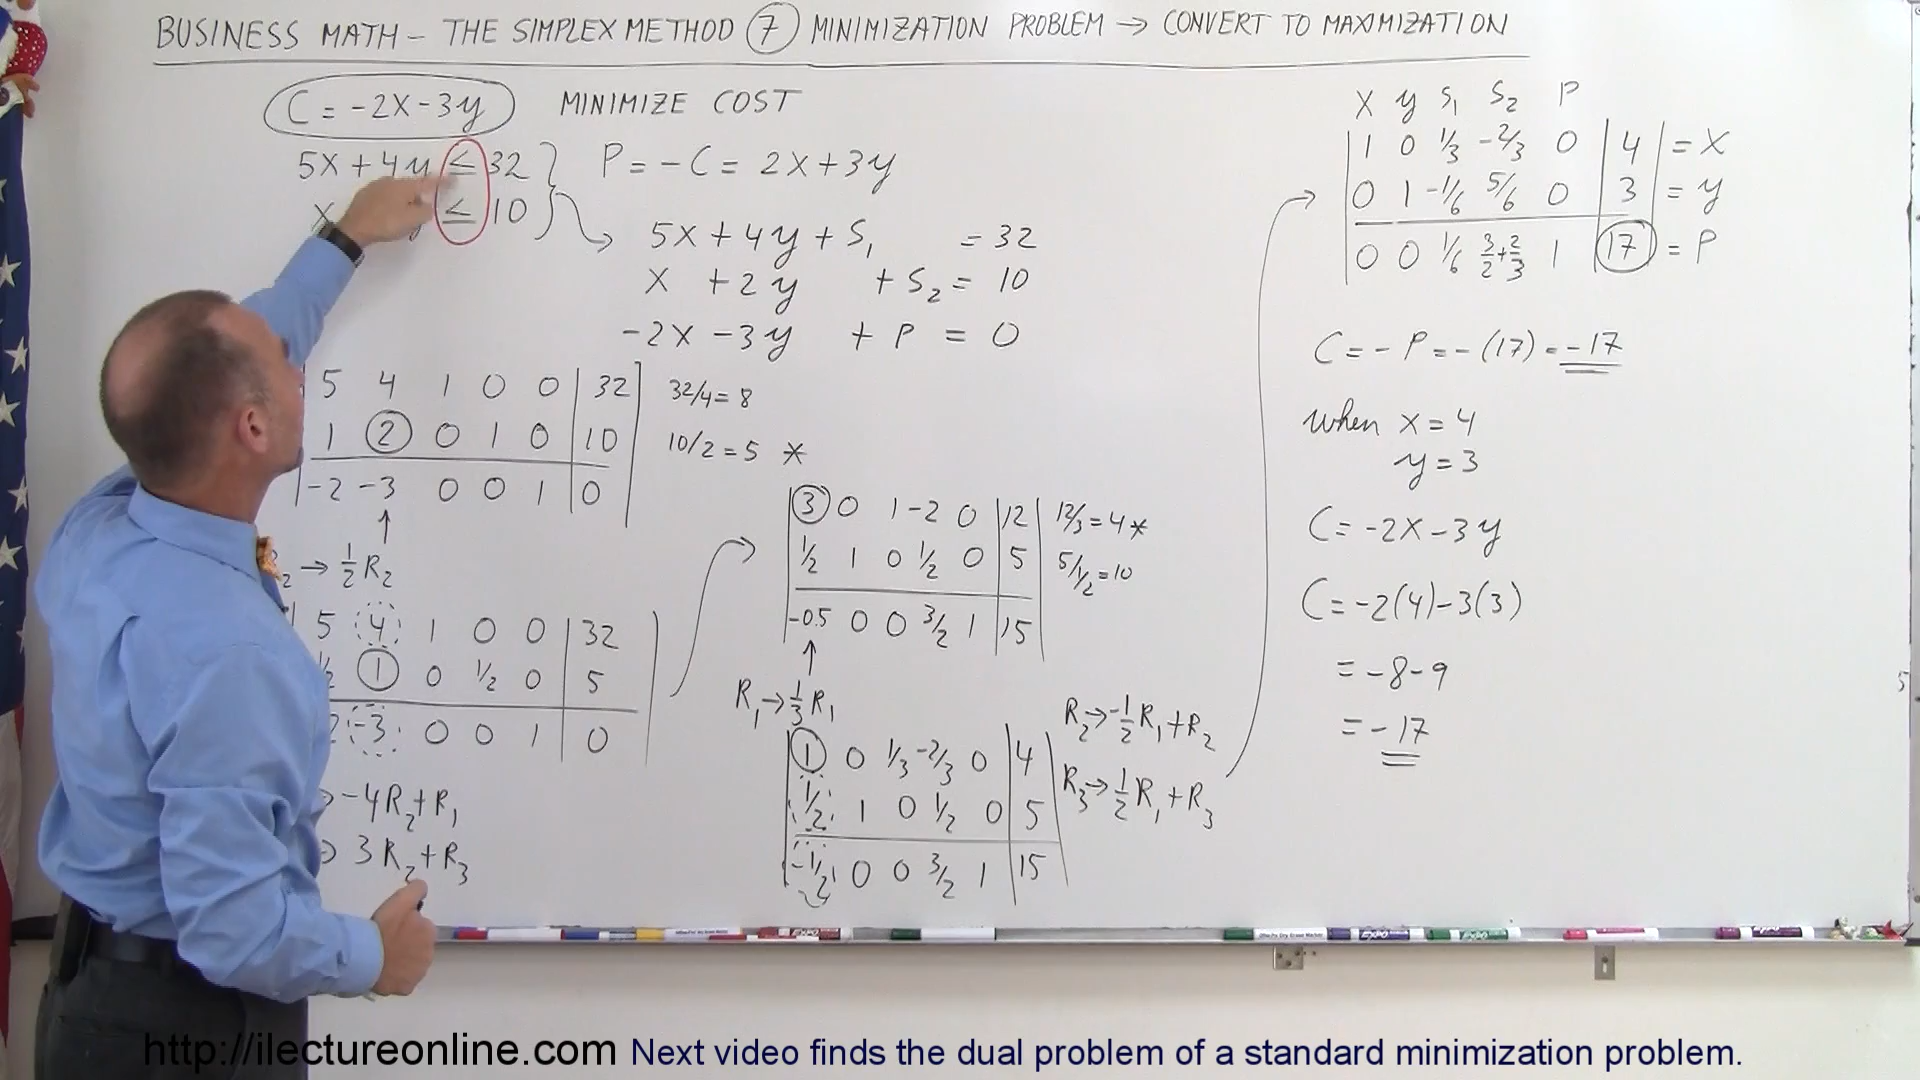 BUSINESS MATH – THE SIMPLEX METHOD ⑦ MINIMIZATION PROBLEM → CONVERT TO MAXIMIZATION
C = -2X - 3y MINIMIZE COST
5X + 4y ≤ 32
X y ≤ 10
P = - C = 2X + 3y
5X + 4y + S₁ = 32
X + 2y + S₂ = 10
-2X - 3y + P = 0
5 4 1 0 0 | 32 32/4 = 8
1 ② 0 1 0 | 10 10/2 = 5 *
-2 -3 0 0 1 | 0
↑
₂ → 1/2 R₂
5 4 1 0 0 | 32
1 0 1/2 0 | 5
-3 0 0 1 | 0
-4R₂ + R₁
3R₂ + R₃
③ 0 1 -2 0 | 12 12/3 = 4 *
1/2 1 0 1/2 0 | 5 5/1/2 = 10
-0.5 0 0 3/2 1 | 15
↑
R₁ → 1/3 R₁
① 0 1/3 -2/3 0 | 4
1/2 1 0 1/2 0 | 5
-1/2 0 0 3/2 1 | 15
R₂ → -1/2 R₁ + R₂
R₃ → 1/2 R₁ + R₃
X y S₁ S₂ P
1 0 1/3 -2/3 0 | 4 | = X
0 1 -1/6 5/6 0 | 3 | = y
0 0 1/6 3/2+2/3 1 | 17 | = P
C = - P = - (17) = -17
when x = 4
y = 3
C = -2X - 3y
C = -2(4) - 3(3)
= -8 - 9
= -17
5
http://ilectureonline.com Next video finds the dual problem of a standard minimization problem.